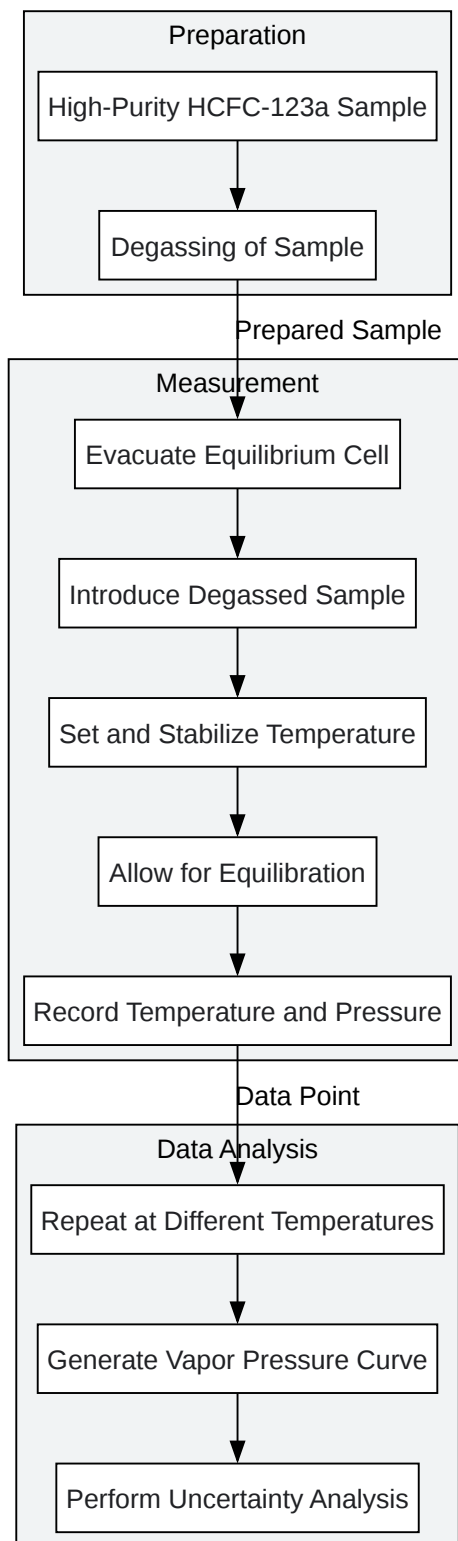 Preparation
High-Purity HCFC-123a Sample
Degassing of Sample
Prepared Sample
Measurement
Evacuate Equilibrium Cell
Introduce Degassed Sample
Set and Stabilize Temperature
Allow for Equilibration
Record Temperature and Pressure
Data Point
Data Analysis
Repeat at Different Temperatures
Generate Vapor Pressure Curve
Perform Uncertainty Analysis